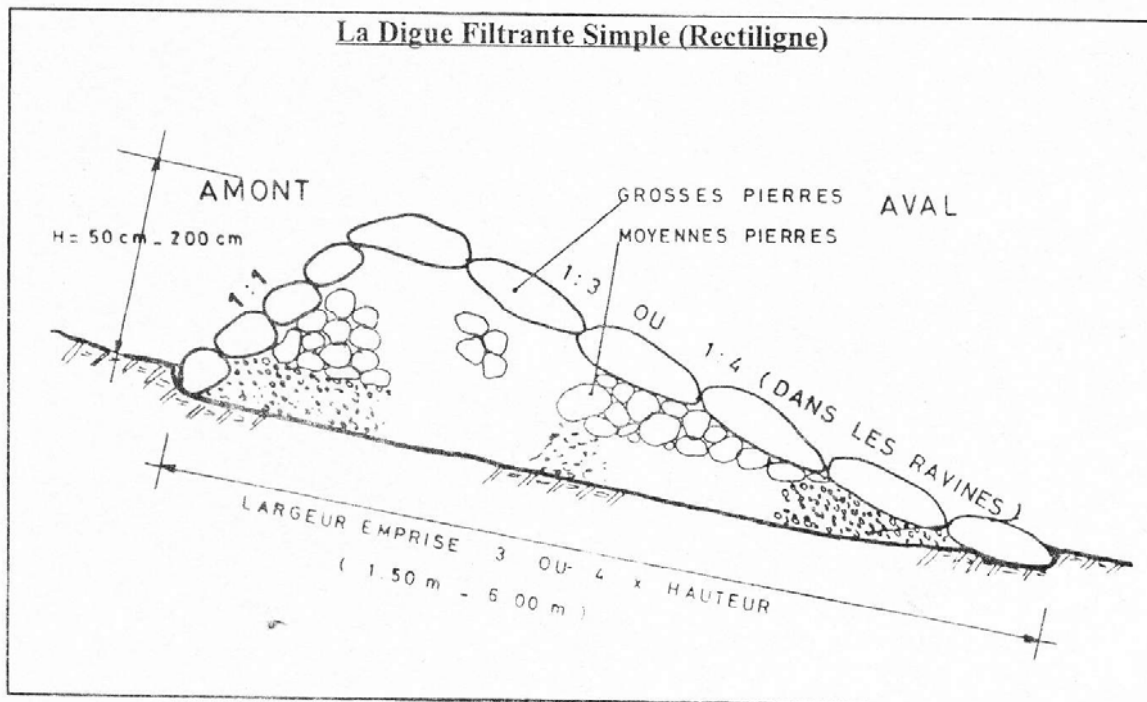 La Digue Filtrante Simple (Rectiligne)
AMONT
GROSSES PIERRES
AVAL
MOYENNES PIERRES
H= 50 cm - 200 cm
1:1
1:3 OU 1:4 (DANS LES RAVINES)
LARGEUR EMPRISE 3 OU 4 x HAUTEUR
( 1.50 m - 6 00 m )